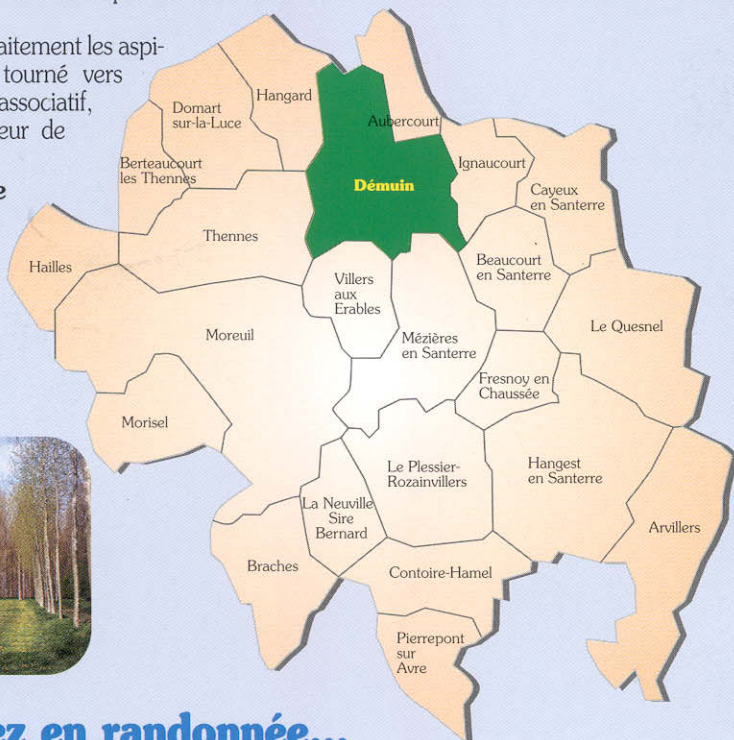 aitement les aspi-
tourné vers
associatif,
eur de
e
Hangard
Domart
sur-la-Luce
Aubercourt
Berteaucourt
les Thennes
Ignaucourt
Démuin
Cayeux
en Santerre
Thennes
Hailles
Beaucourt
en Santerre
Villers
aux
Erables
Moreuil
Le Quesnel
Mézières
en Santerre
Fresnoy en
Chaussée
Morisel
Le Plessier-
Rozainvillers
Hangest
en Santerre
La Neuville
Sire
Bernard
Arvillers
Braches
Contoire-Hamel
Pierrepont
sur
Avre
ez en randonnée...